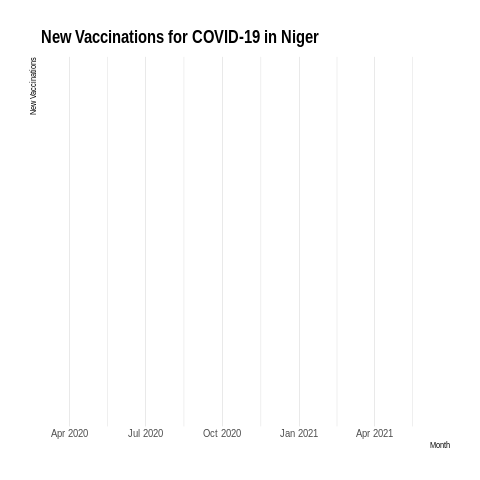 New Vaccinations for COVID-19 in Niger
New Vaccinations
Apr 2020 Jul 2020 Oct 2020 Jan 2021 Apr 2021
Month